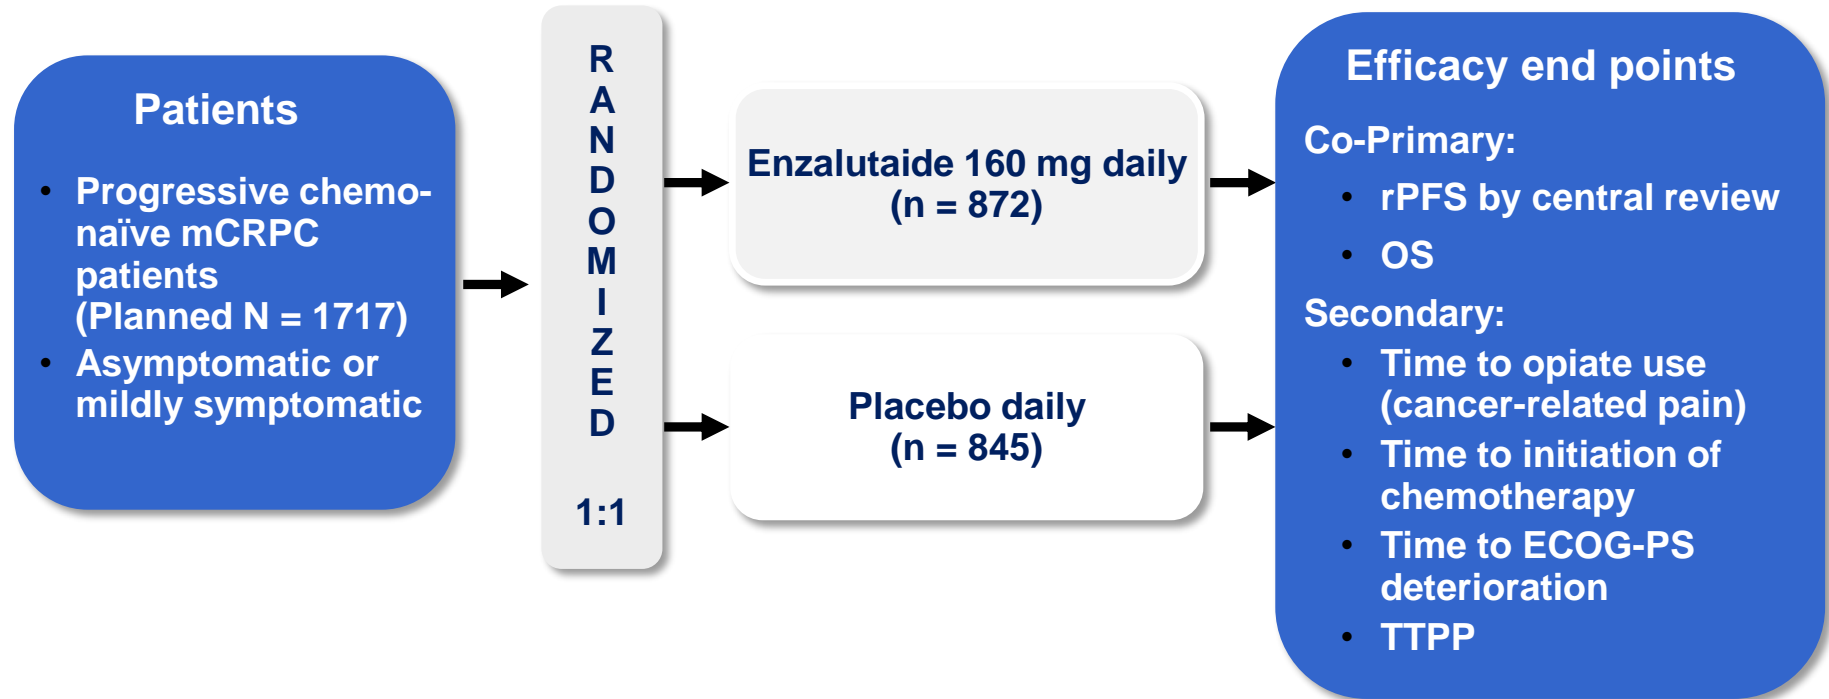 Patients
• Progressive chemo-
naïve mCRPC
patients
(Planned N = 1717)
• Asymptomatic or
mildly symptomatic
R
A
N
D
O
M
I
Z
E
D
1:1
Enzalutaide 160 mg daily
(n = 872)
Placebo daily
(n = 845)
Efficacy end points
Co-Primary:
• rPFS by central review
• OS
Secondary:
• Time to opiate use
(cancer-related pain)
• Time to initiation of
chemotherapy
• Time to ECOG-PS
deterioration
• TTPP